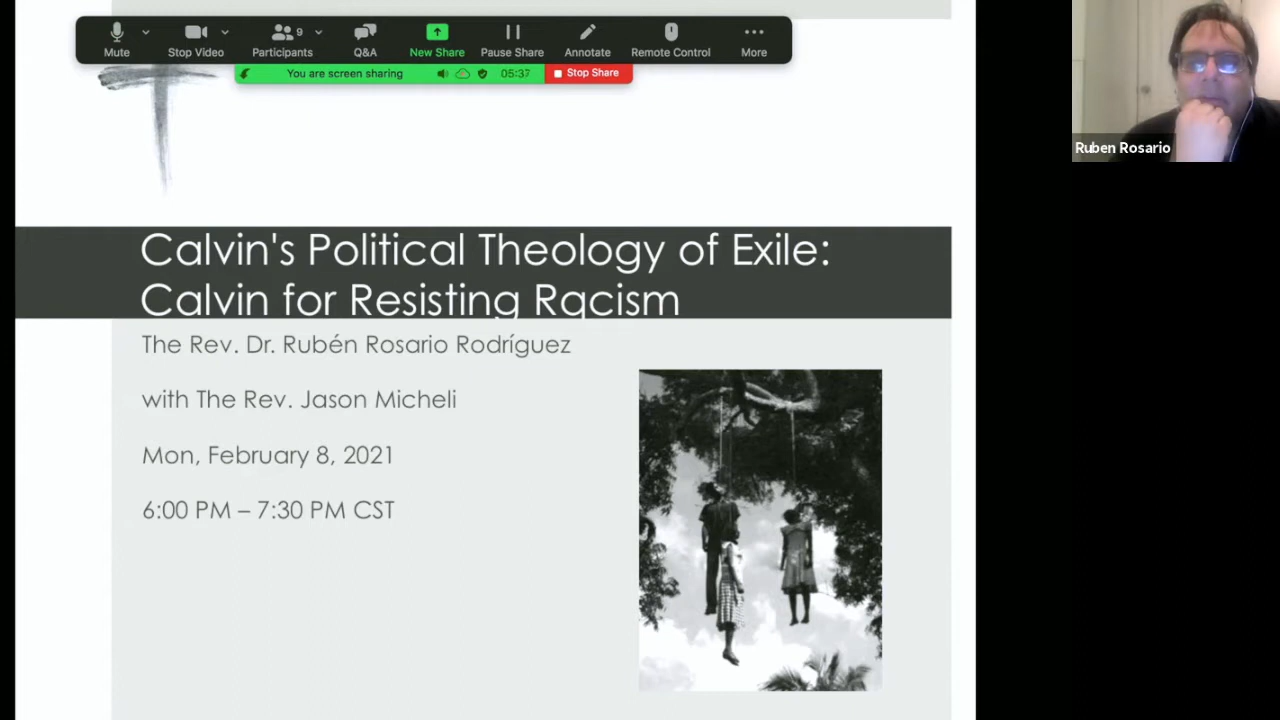 9
Mute
Stop Video
Participants
Q&A
New Share
Pause Share
Annotate
Remote Control
More
You are screen sharing
05:37
Stop Share
Ruben Rosario
Calvin's Political Theology of Exile:
Calvin for Resisting Racism
The Rev. Dr. Rubén Rosario Rodríguez
with The Rev. Jason Micheli
Mon, February 8, 2021
6:00 PM – 7:30 PM CST